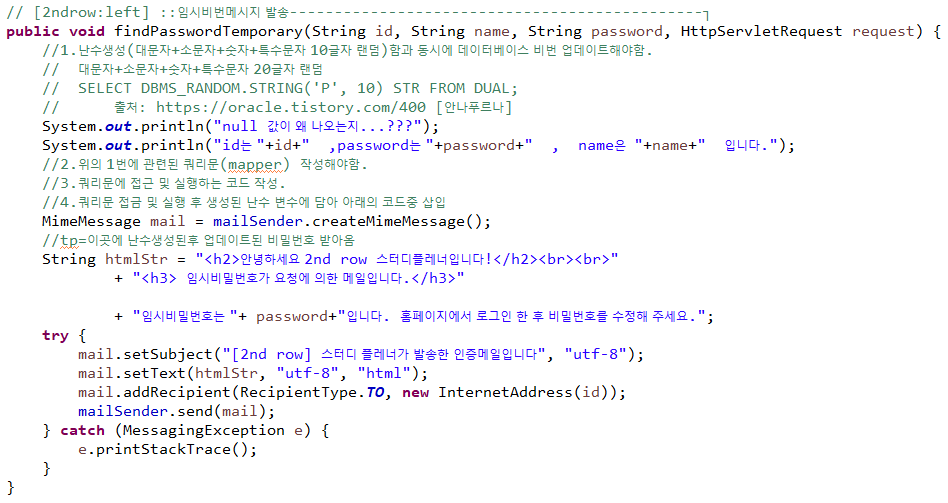 // [2ndrow:left] ::임시비번메시지 발송----------------------------------------------┐
public void findPasswordTemporary(String id, String name, String password, HttpServletRequest request) {
//1.난수생성(대문자+소문자+숫자+특수문자 10글자 랜덤)함과 동시에 데이터베이스 비번 업데이트해야함.
// 대문자+소문자+숫자+특수문자 20글자 랜덤
// SELECT DBMS_RANDOM.STRING('P', 10) STR FROM DUAL;
// 출처: https://oracle.tistory.com/400 [안나푸르나]
System.out.println("null 값이 왜 나오는지...???");
System.out.println("id는 "+id+" ,password는 "+password+" , name은 "+name+" 입니다.");
//2.위의 1번에 관련된 쿼리문(mapper) 작성해야함.
//3.쿼리문에 접근 및 실행하는 코드 작성.
//4.쿼리문 접금 및 실행 후 생성된 난수 변수에 담아 아래의 코드중 삽입
MimeMessage mail = mailSender.createMimeMessage();
//tp=이곳에 난수생성된후 업데이트된 비밀번호 받아옴
String htmlStr = "<h2>안녕하세요 2nd row 스터디플레너입니다!</h2><br><br>"
+ "<h3> 임시비밀번호가 요청에 의한 메일입니다.</h3>"
+ "임시비밀번호는 "+ password+"입니다. 홈페이지에서 로그인 한 후 비밀번호를 수정해 주세요.";
try {
mail.setSubject("[2nd row] 스터디 플레너가 발송한 인증메일입니다", "utf-8");
mail.setText(htmlStr, "utf-8", "html");
mail.addRecipient(RecipientType.TO, new InternetAddress(id));
mailSender.send(mail);
} catch (MessagingException e) {
e.printStackTrace();
}
}